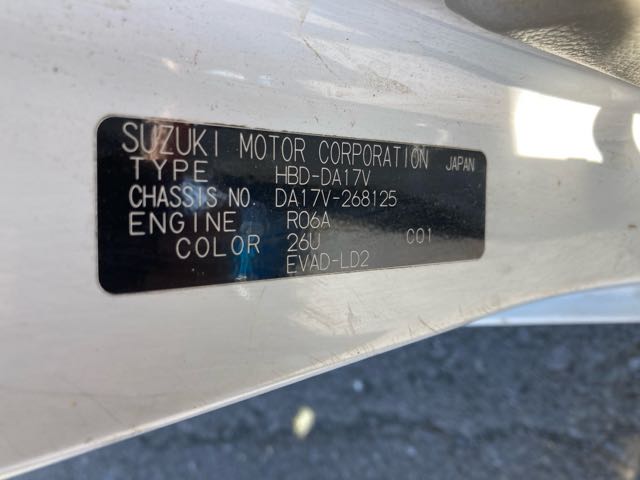 SUZUKI MOTOR CORPORATION JAPAN
TYPE HBD-DA17V
CHASSIS NO. DA17V-268125
ENGINE R06A
COLOR 26U C01
EVAD-LD2